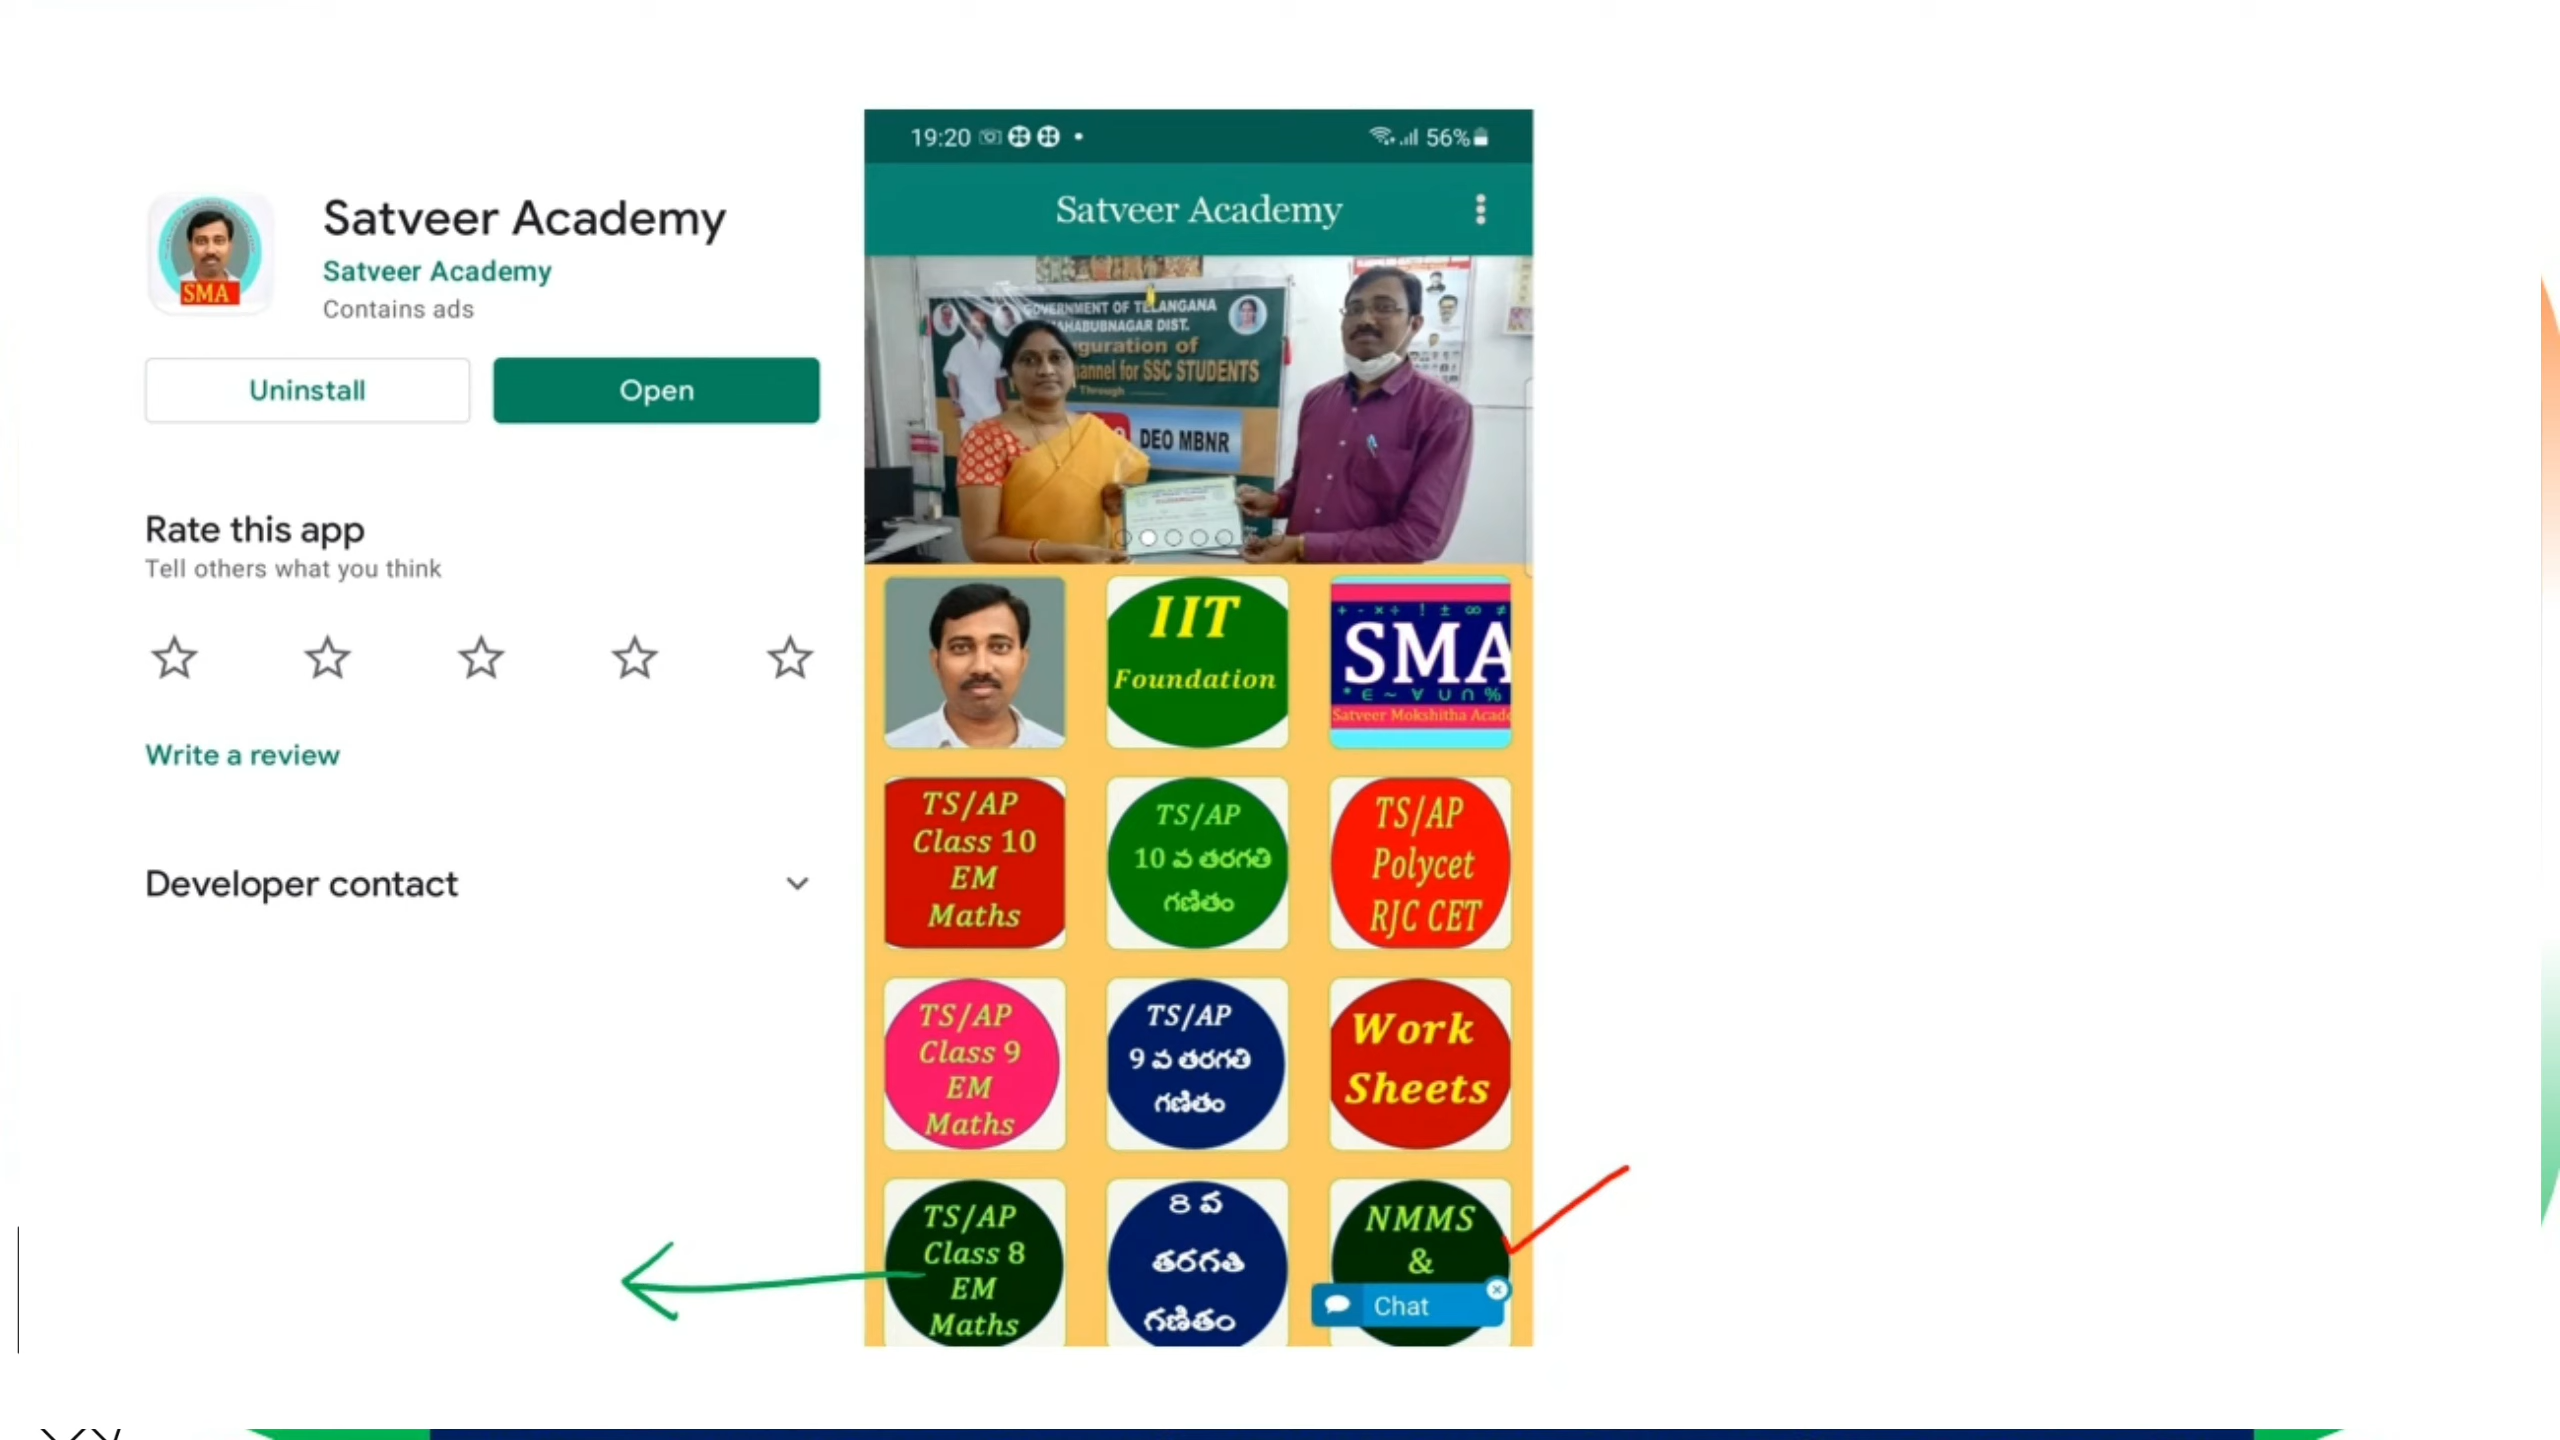 Satveer Academy
Satveer Academy
Contains ads
SMA
Uninstall
Open
Rate this app
Tell others what you think
Write a review
Developer contact
19:20
56%
Satveer Academy
GOVERNMENT OF TELANGANA
MAHABUBNAGAR DIST.
guration of
annel for SSC STUDENTS
Through
DEO MBNR
IIT
Foundation
+ - × ÷ ! ± ∞ ≠
SMA
* ∈ ~ ∀ ∪ ∩ %
Satveer Mokshitha Acade
TS/AP
Class 10
EM
Maths
TS/AP
10 వ తరగతి
గణితం
TS/AP
Polycet
RJC CET
TS/AP
Class 9
EM
Maths
TS/AP
9 వ తరగతి
గణితం
Work
Sheets
TS/AP
Class 8
EM
Maths
8 వ
తరగతి
గణితం
NMMS
&
Chat